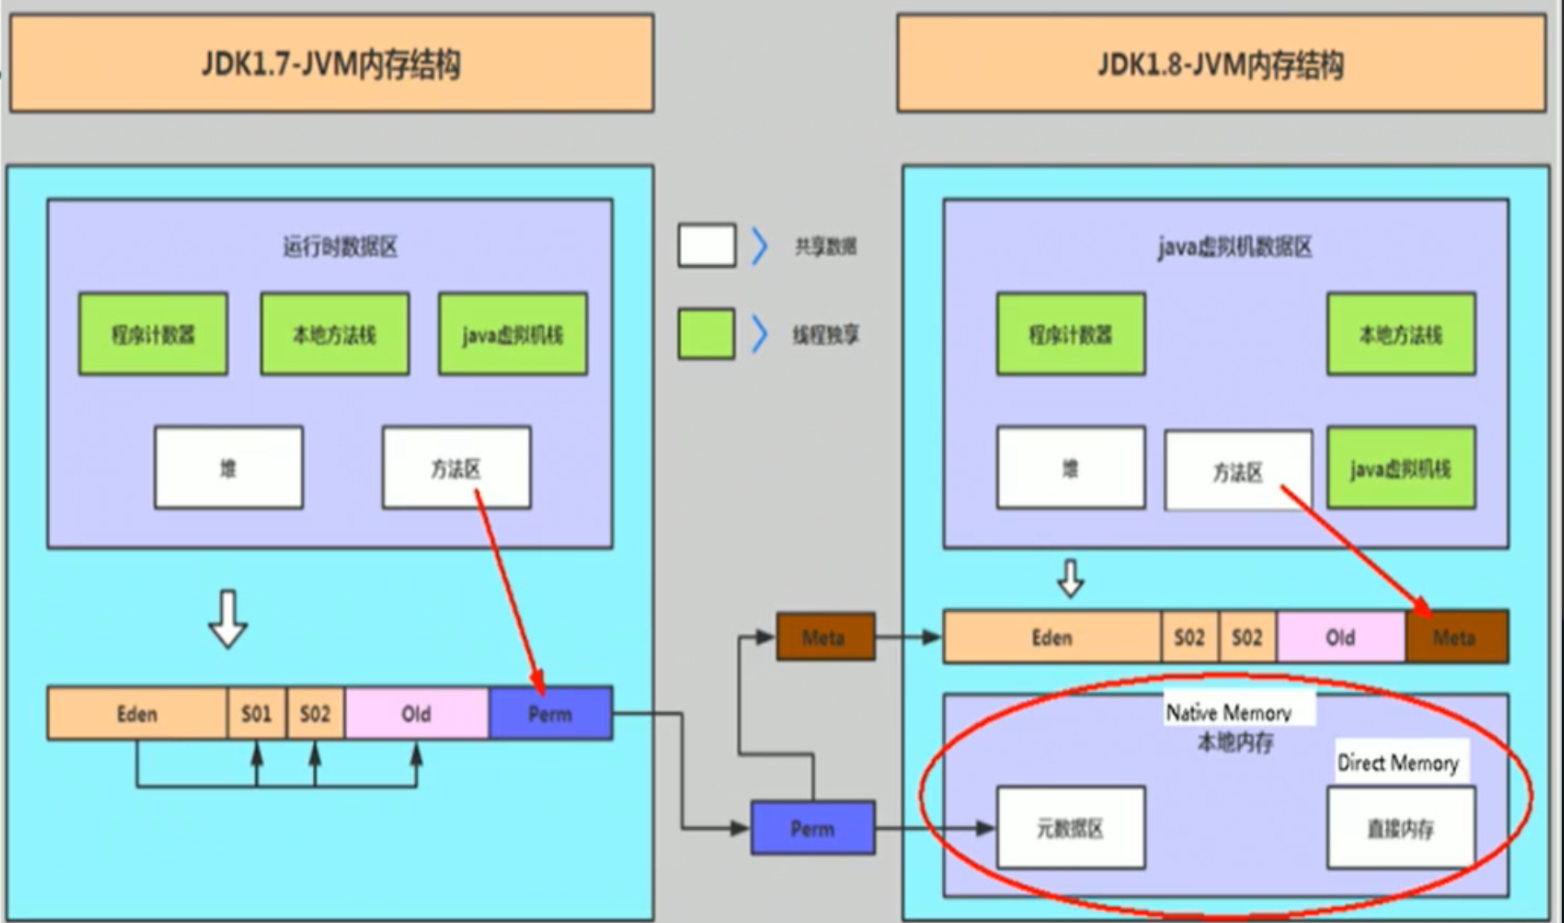 JDK1.7-JVM内存结构
运行时数据区
程序计数器
本地方法栈
java虚拟机栈
堆
方法区
Eden
S01
S02
Old
Perm
共享数据
线程独享
Meta
Perm
JDK1.8-JVM内存结构
java虚拟机数据区
程序计数器
本地方法栈
堆
方法区
java虚拟机栈
Eden
S02
S02
Old
Meta
Native Memory
本地内存
Direct Memory
元数据区
直接内存